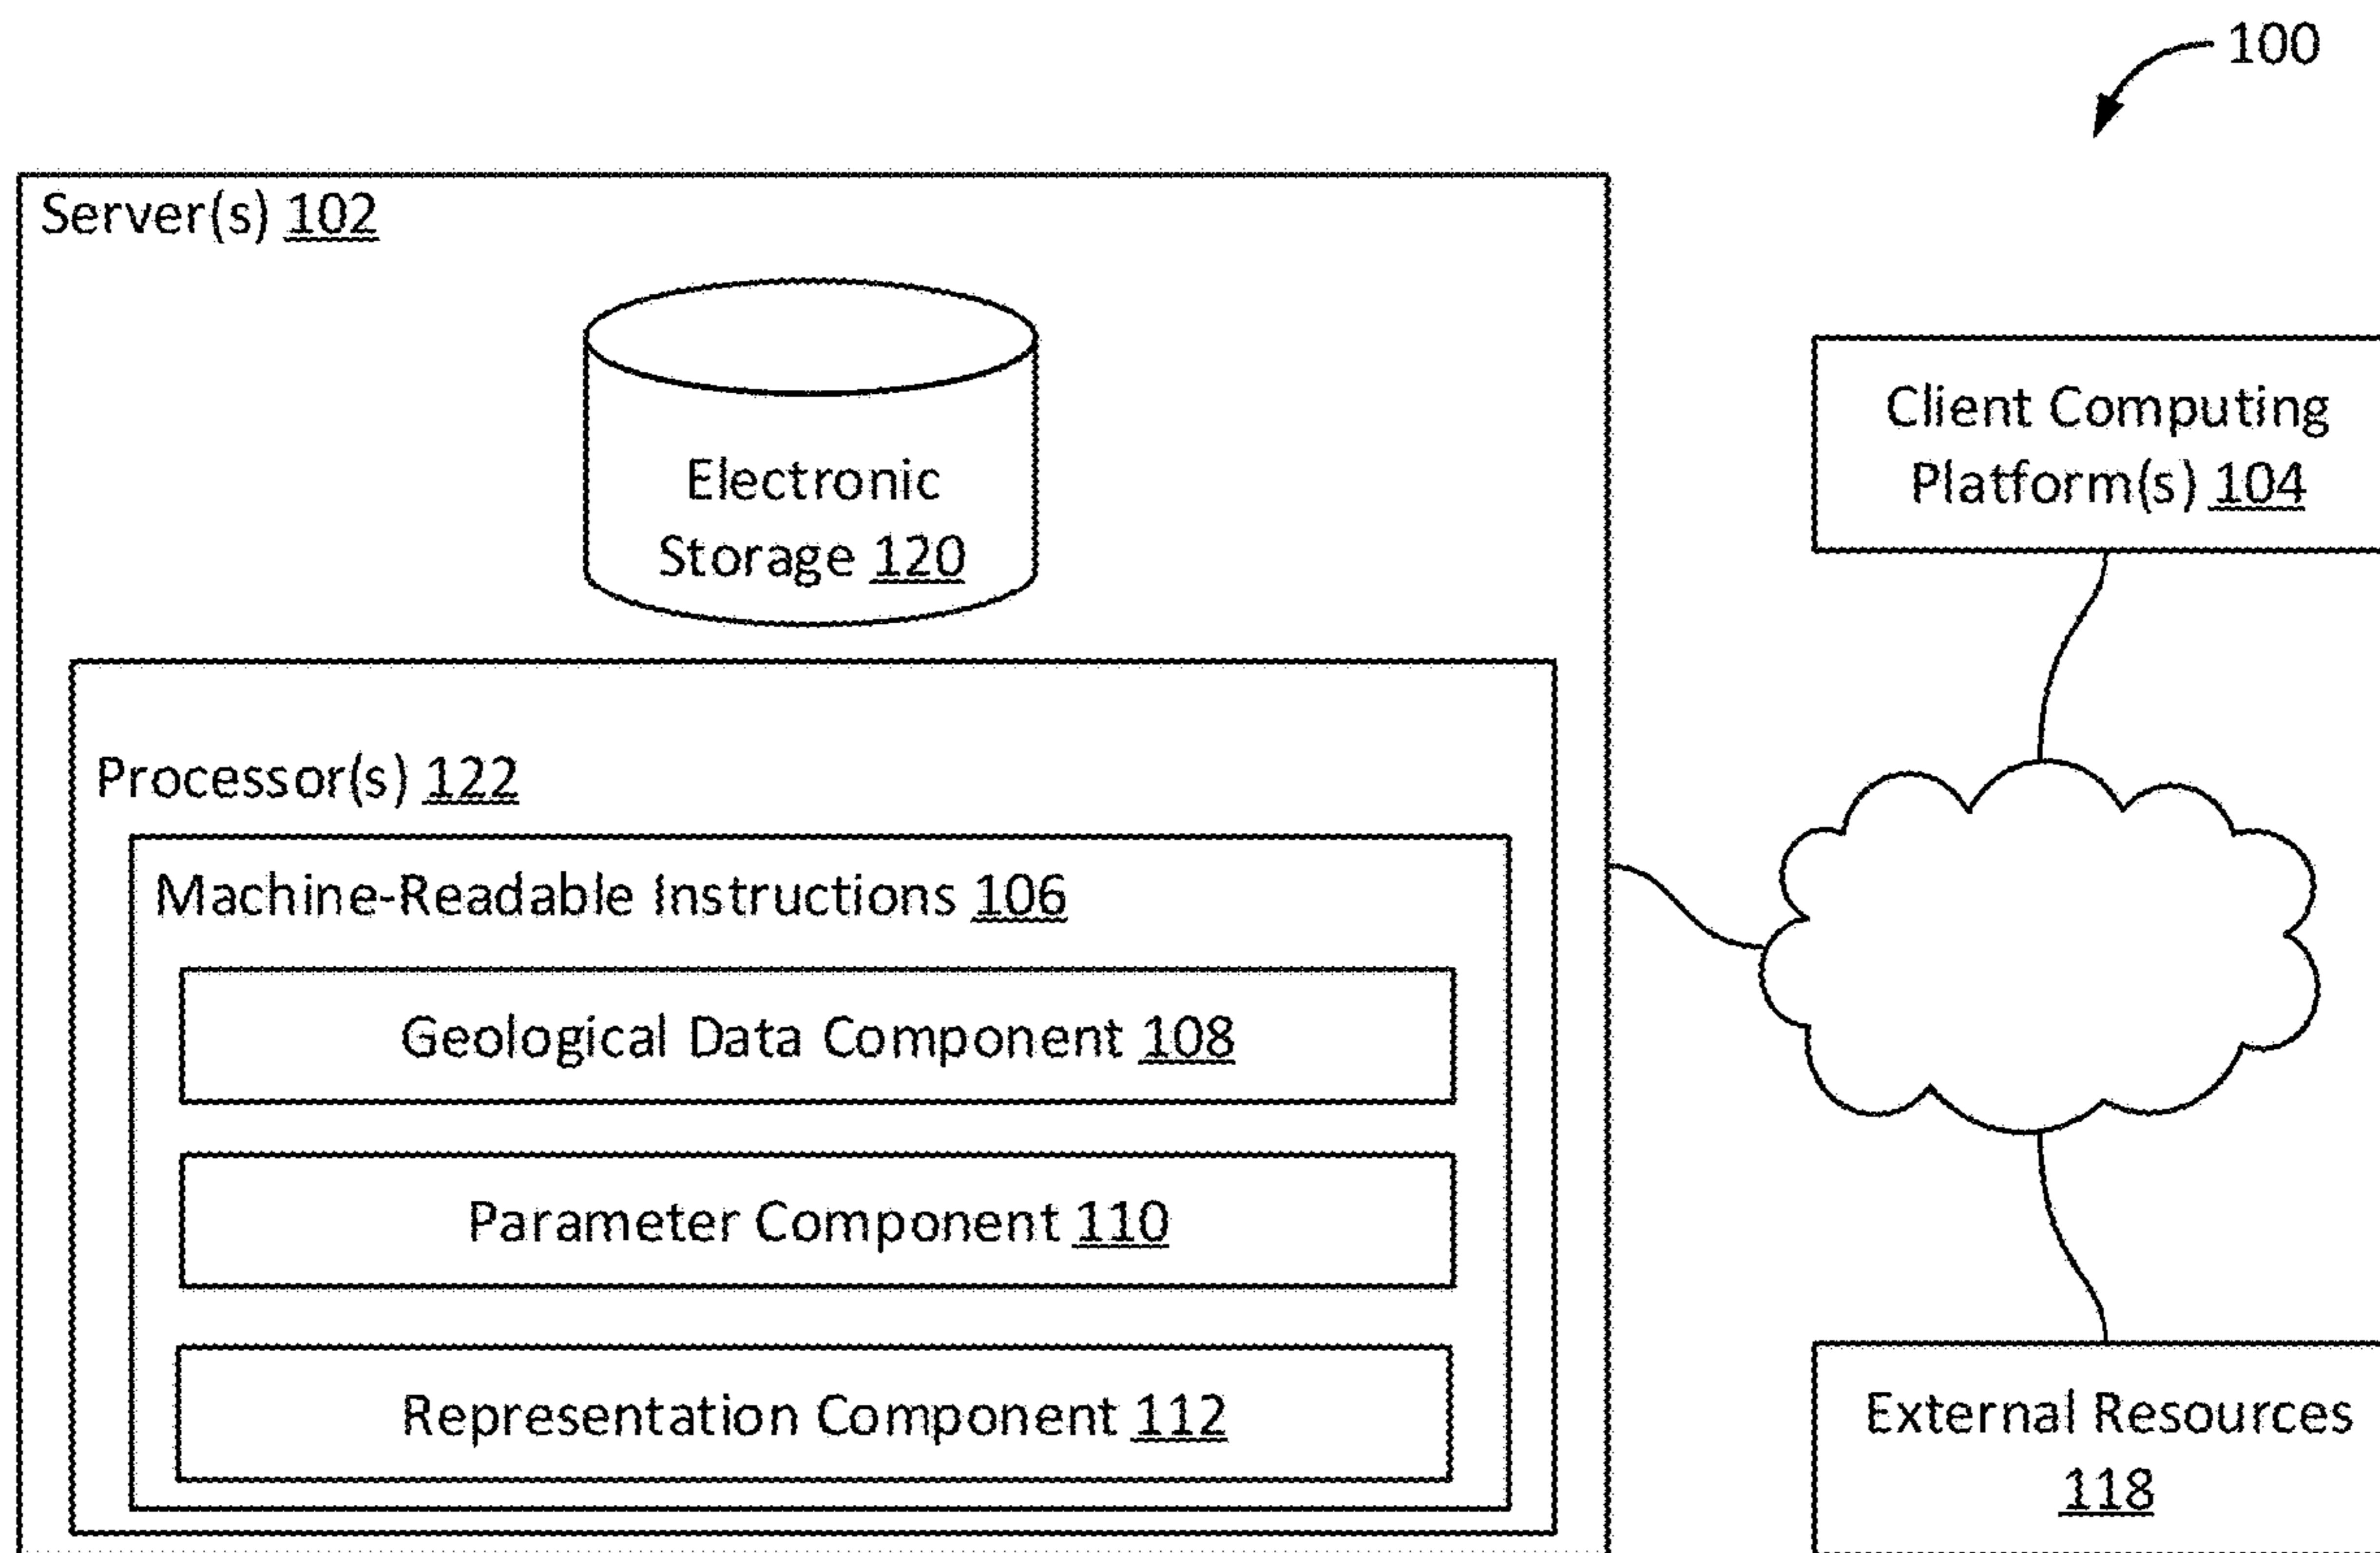 100
Server(s) 102
Electronic
Storage 120
Processor(s) 122
Machine-Readable Instructions 106
Geological Data Component 108
Parameter Component 110
Representation Component 112
Client Computing
Platform(s) 104
External Resources
118